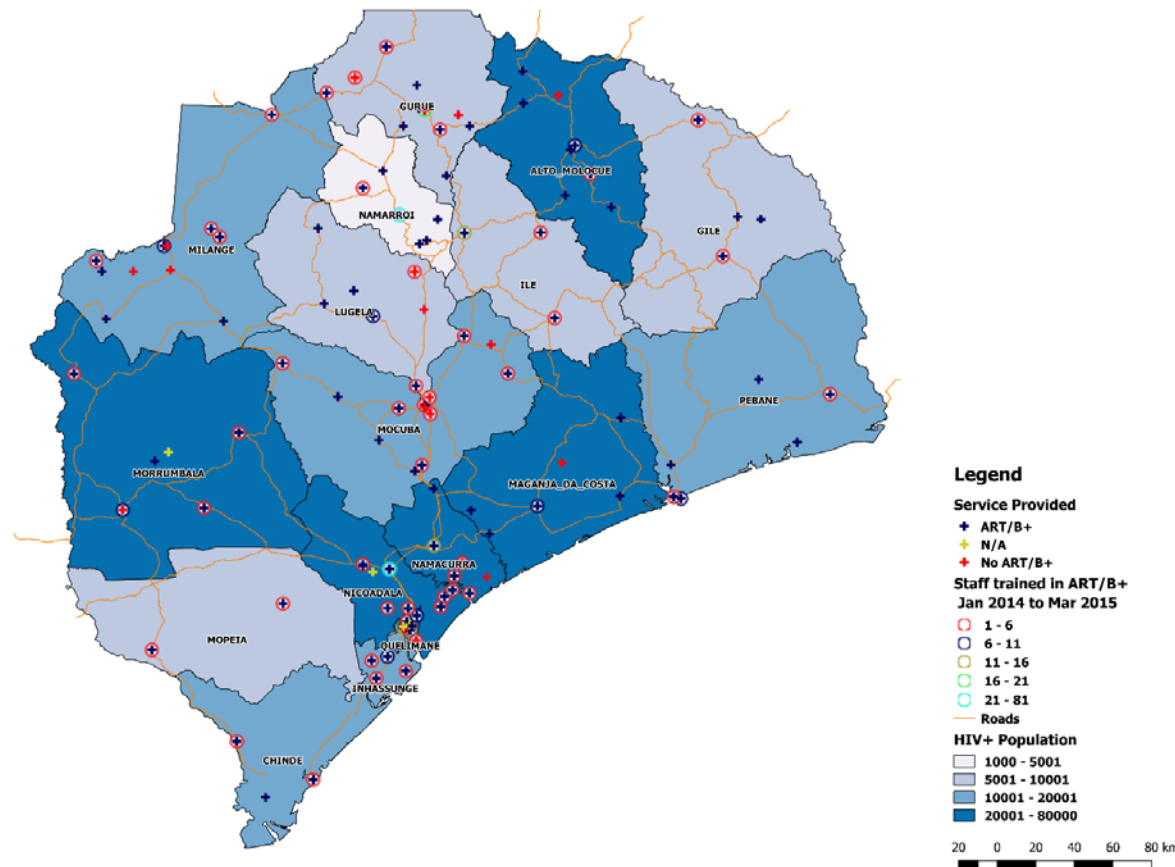 GURUE
ALTO_MOLOCUE
NAMARROI
GILE
MILANGE
ILE
LUGELA
PEBANE
MOCUBA
MORRUMBALA
MAGANJA_DA_COSTA
NAMACURRA
NICOADALA
MOPEIA
QUELIMANE
INHASSUNGE
CHINDE
Legend
Service Provided
ART/B+
N/A
No ART/B+
Staff trained in ART/B+
Jan 2014 to Mar 2015
1 - 6
6 - 11
11 - 16
16 - 21
21 - 81
Roads
HIV+ Population
1000 - 5001
5001 - 10001
10001 - 20001
20001 - 80000
20 0 20 40 60 80 km